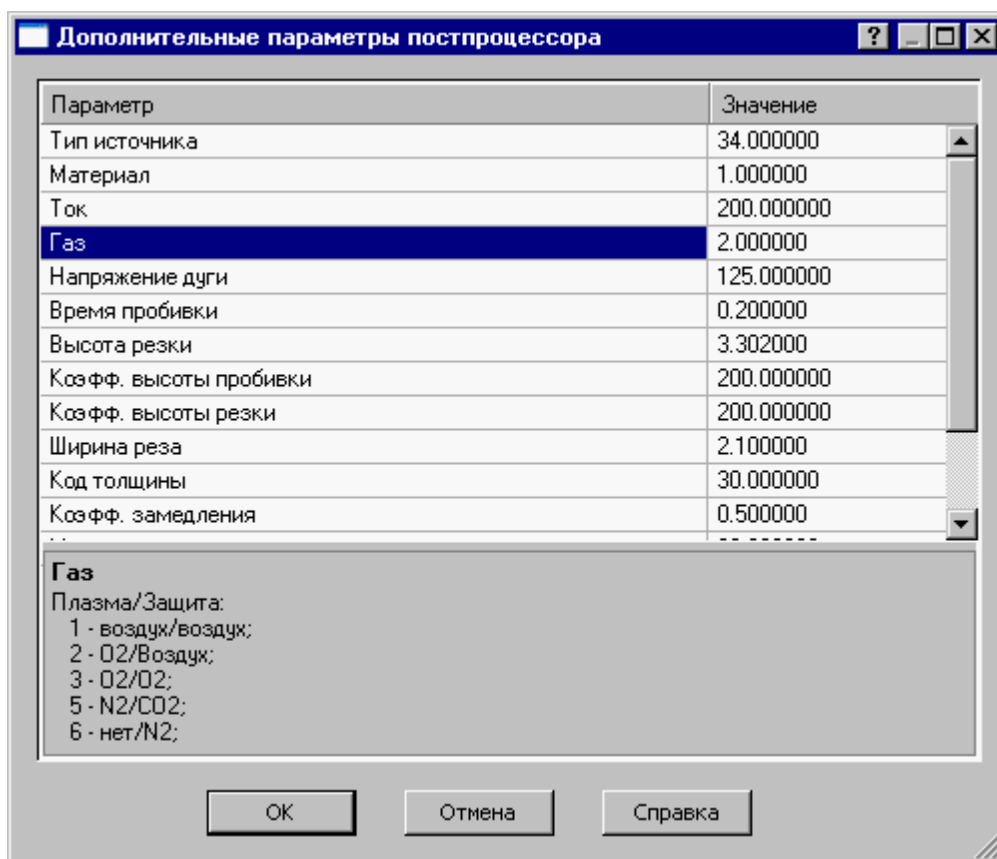 Дополнительные параметры постпроцессора
Параметр Значение
Тип источника 34.000000
Материал 1.000000
Ток 200.000000
Газ 2.000000
Напряжение дуги 125.000000
Время пробивки 0.200000
Высота резки 3.302000
Коэфф. высоты пробивки 200.000000
Коэфф. высоты резки 200.000000
Ширина реза 2.100000
Код толщины 30.000000
Коэфф. замедления 0.500000
Газ
Плазма/Защита:
1 - воздух/воздух;
2 - O2/Воздух;
3 - O2/O2;
5 - N2/CO2;
6 - нет/N2;
OK Отмена Справка